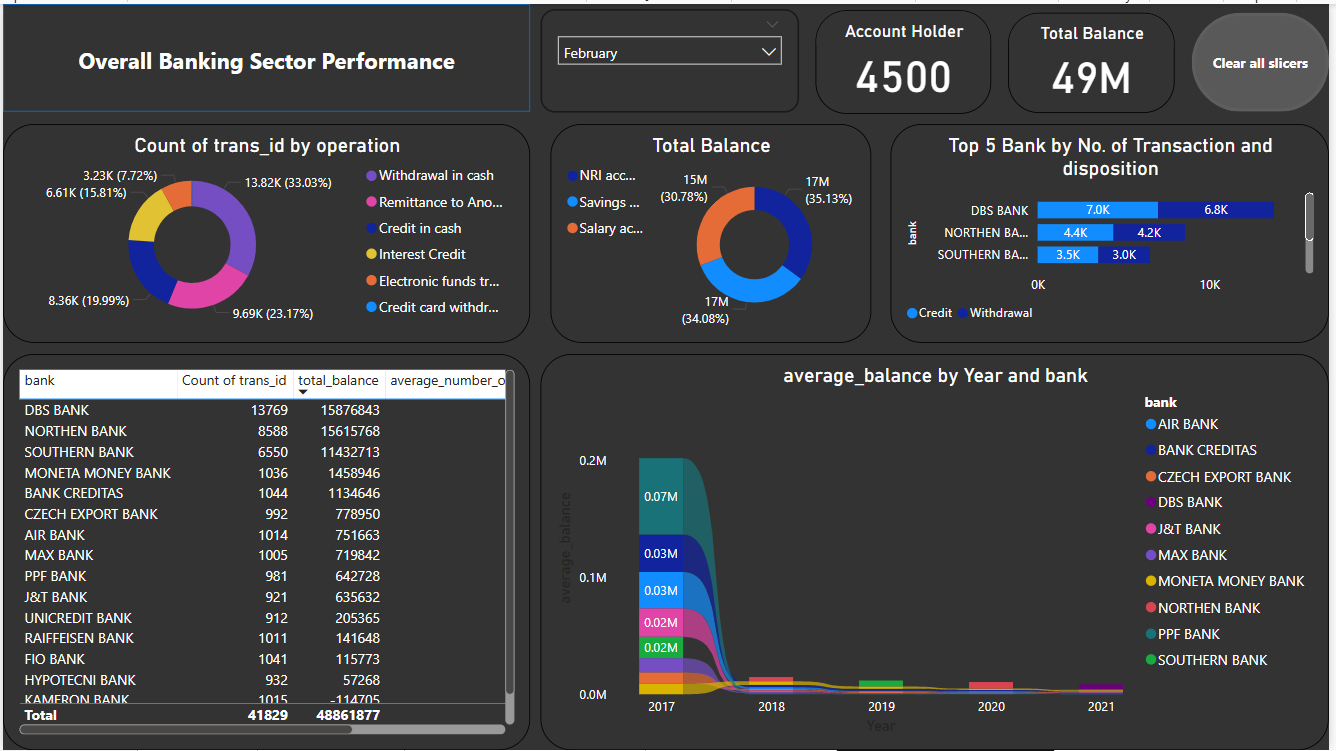 Overall Banking Sector Performance
February
Account Holder
4500
Total Balance
49M
Clear all slicers
Count of trans_id by operation
3.23K (7.72%)
6.61K (15.81%)
13.82K (33.03%)
8.36K (19.99%)
9.69K (23.17%)
Withdrawal in cash
Remittance to Ano...
Credit in cash
Interest Credit
Electronic funds tr...
Credit card withdr...
Total Balance
NRI acc...
Savings ...
Salary ac...
15M
(30.78%)
17M
(35.13%)
17M
(34.08%)
Top 5 Bank by No. of Transaction and
disposition
bank
DBS BANK 7.0K 6.8K
NORTHEN BA... 4.4K 4.2K
SOUTHERN BA... 3.5K 3.0K
0K 10K
Credit Withdrawal
bank Count of trans_id total_balance average_number_o
DBS BANK 13769 15876843
NORTHEN BANK 8588 15615768
SOUTHERN BANK 6550 11432713
MONETA MONEY BANK 1036 1458946
BANK CREDITAS 1044 1134646
CZECH EXPORT BANK 992 778950
AIR BANK 1014 751663
MAX BANK 1005 719842
PPF BANK 981 642728
J&T BANK 921 635632
UNICREDIT BANK 912 205365
RAIFFEISEN BANK 1011 141648
FIO BANK 1041 115773
HYPOTECNI BANK 932 57268
KAMERON BANK 1015 -114705
Total 41829 48861877
average_balance by Year and bank
average_balance
0.2M
0.1M
0.0M
0.07M
0.03M
0.03M
0.02M
0.02M
2017 2018 2019 2020 2021
Year
bank
AIR BANK
BANK CREDITAS
CZECH EXPORT BANK
DBS BANK
J&T BANK
MAX BANK
MONETA MONEY BANK
NORTHEN BANK
PPF BANK
SOUTHERN BANK